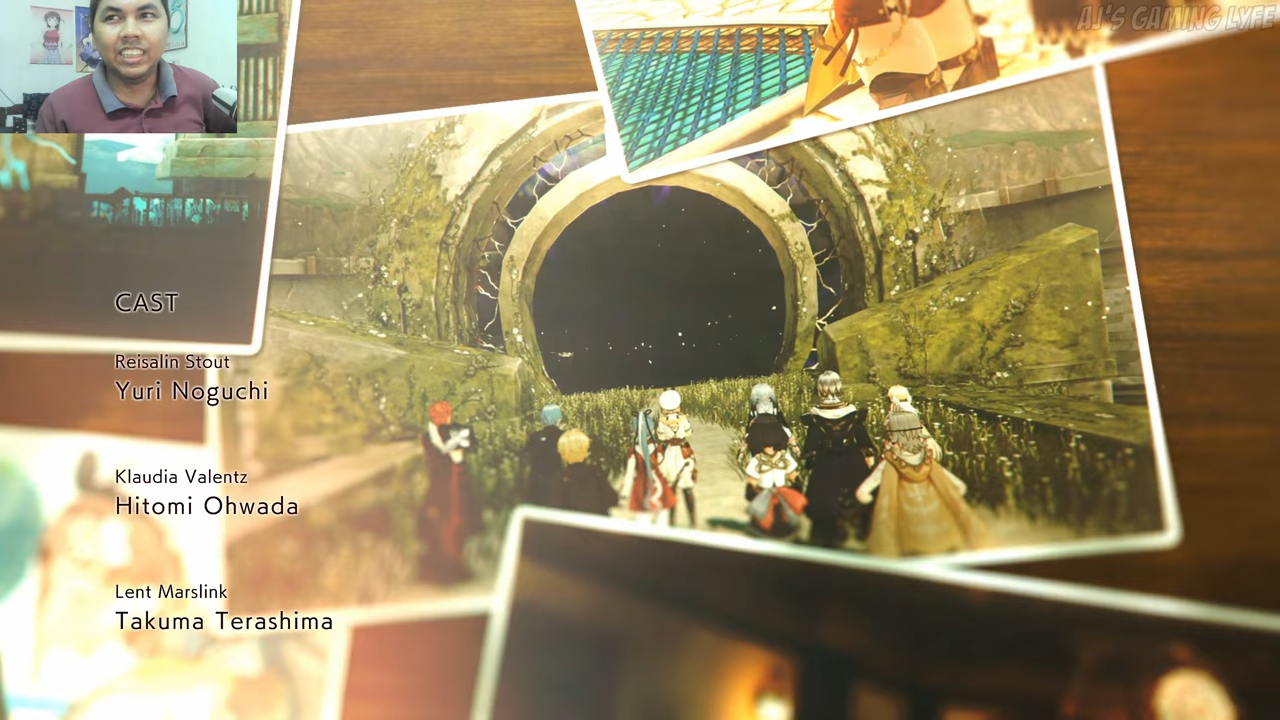 AJ'S GAMING LYFE
CAST
Reisalin Stout
Yuri Noguchi
Klaudia Valentz
Hitomi Ohwada
Lent Marslink
Takuma Terashima